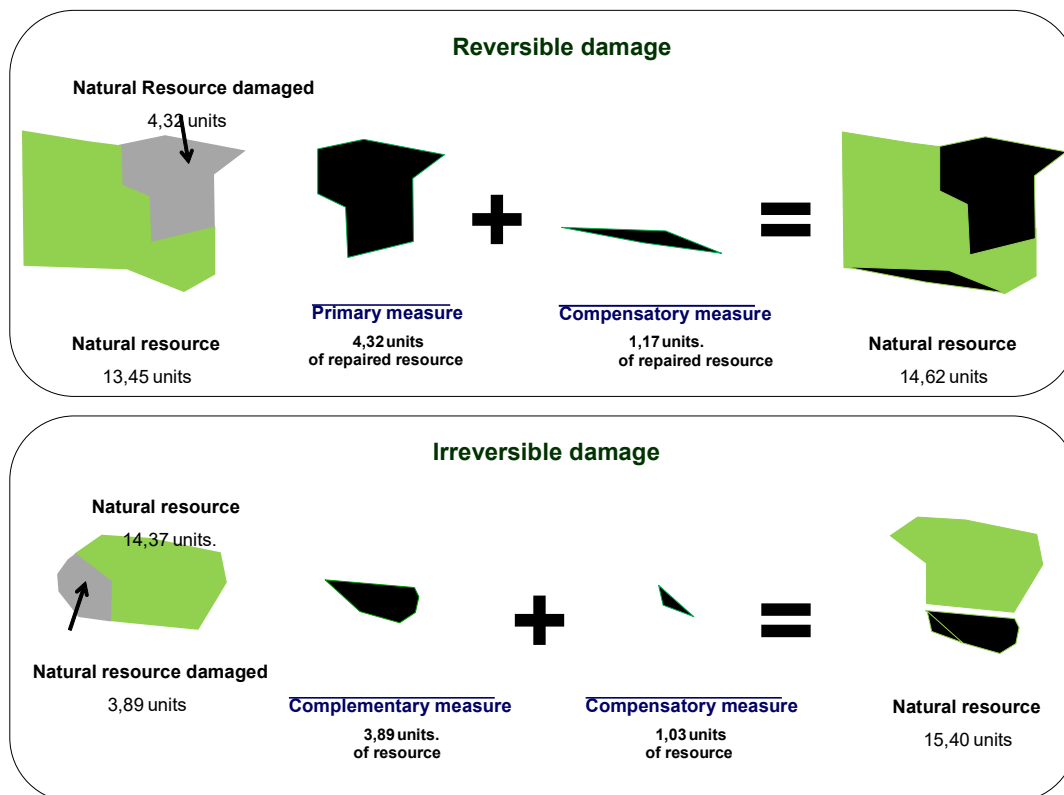 Reversible damage
Natural Resource damaged
4,32 units
Primary measure
4,32 units
of repaired resource
Compensatory measure
1,17 units.
of repaired resource
Natural resource
13,45 units
Natural resource
14,62 units
Irreversible damage
Natural resource
14,37 units.
Natural resource damaged
3,89 units
Complementary measure
3,89 units.
of resource
Compensatory measure
1,03 units
of resource
Natural resource
15,40 units